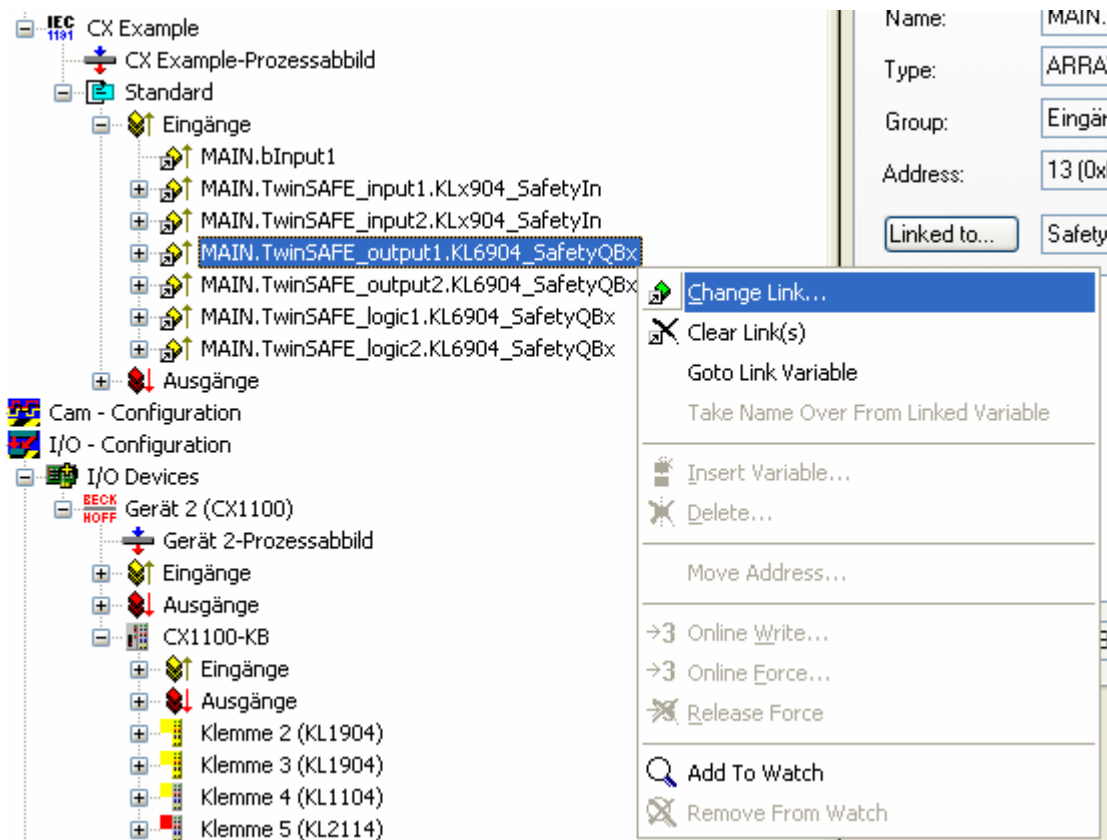 IEC
1131
CX Example
CX Example-Prozessabbild
Standard
Eingänge
MAIN.bInput1
MAIN.TwinSAFE_input1.KLx904_SafetyIn
MAIN.TwinSAFE_input2.KLx904_SafetyIn
MAIN.TwinSAFE_output1.KL6904_SafetyQBx
MAIN.TwinSAFE_output2.KL6904_SafetyQBx
MAIN.TwinSAFE_logic1.KL6904_SafetyQBx
MAIN.TwinSAFE_logic2.KL6904_SafetyQBx
Ausgänge
Cam - Configuration
I/O - Configuration
I/O Devices
BECK
HOFF
Gerät 2 (CX1100)
Gerät 2-Prozessabbild
Eingänge
Ausgänge
CX1100-KB
Eingänge
Ausgänge
Klemme 2 (KL1904)
Klemme 3 (KL1904)
Klemme 4 (KL1104)
Klemme 5 (KL2114)
Name: MAIN.
Type: ARRA
Group: Eingär
Address: 13 (0x
Linked to... Safety
Change Link...
Clear Link(s)
Goto Link Variable
Take Name Over From Linked Variable
Insert Variable...
Delete...
Move Address...
→3 Online Write...
→3 Online Force...
Release Force
Add To Watch
Remove From Watch